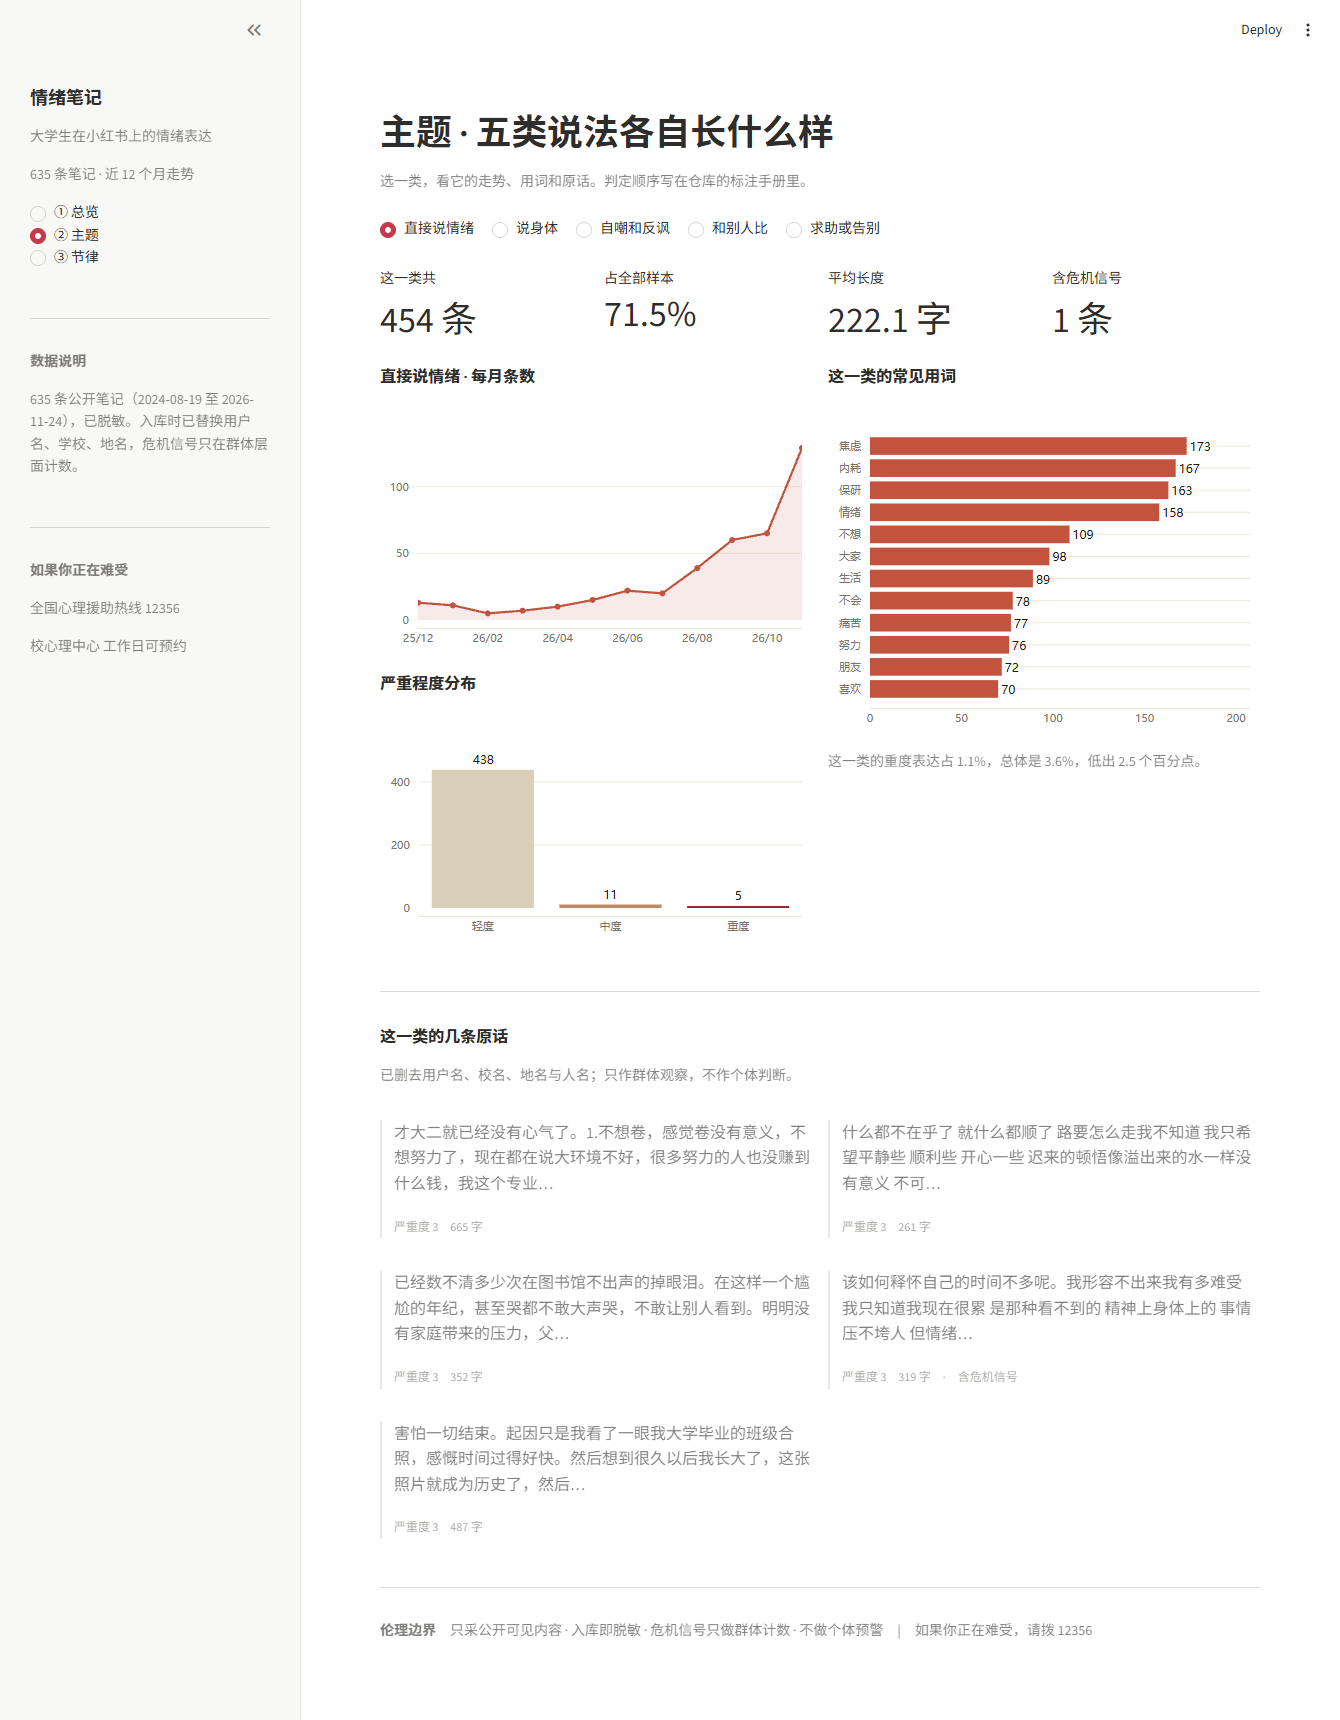 Deploy
情绪笔记
大学生在小红书上的情绪表达
635 条笔记 · 近 12 个月走势
① 总览
② 主题
③ 节律
数据说明
635 条公开笔记（2024-08-19 至 2026-
11-24），已脱敏。入库时已替换用户
名、学校、地名，危机信号只在群体层
面计数。
如果你正在难受
全国心理援助热线 12356
校心理中心 工作日可预约
主题 · 五类说法各自长什么样
选一类，看它的走势、用词和原话。判定顺序写在仓库的标注手册里。
直接说情绪 说身体 自嘲和反讽 和别人比 求助或告别
这一类共 占全部样本 平均长度 含危机信号
454 条 71.5% 222.1 字 1 条
直接说情绪 · 每月条数
100
50
0
25/12 26/02 26/04 26/06 26/08 26/10
这一类的常见用词
焦虑 173
内耗 167
保研 163
情绪 158
不想 109
大家 98
生活 89
不会 78
痛苦 77
努力 76
朋友 72
喜欢 70
0 50 100 150 200
这一类的重度表达占 1.1%，总体是 3.6%，低出 2.5 个百分点。
严重程度分布
438
400
200
11
5
0
轻度 中度 重度
这一类的几条原话
已删去用户名、校名、地名与人名；只作群体观察，不作个体判断。
才大二就已经没有心气了。1.不想卷，感觉卷没有意义，不
想努力了，现在都在说大环境不好，很多努力的人也没赚到
什么钱，我这个专业…
严重度 3 665 字
什么都不在乎了 就什么都顺了 路要怎么走我不知道 我只希
望平静些 顺利些 开心一些 迟来的顿悟像溢出来的水一样没
有意义 不可…
严重度 3 261 字
已经数不清多少次在图书馆不出声的掉眼泪。在这样一个尴
尬的年纪，甚至哭都不敢大声哭，不敢让别人看到。明明没
有家庭带来的压力，父…
严重度 3 352 字
该如何释怀自己的时间不多呢。我形容不出来我有多难受
我只知道我现在很累 是那种看不到的 精神上身体上的 事情
压不垮人 但情绪…
严重度 3 319 字 · 含危机信号
害怕一切结束。起因只是我看了一眼我大学毕业的班级合
照，感慨时间过得好快。然后想到很久以后我长大了，这张
照片就成为历史了，然后…
严重度 3 487 字
伦理边界 只采公开可见内容 · 入库即脱敏 · 危机信号只做群体计数 · 不做个体预警 | 如果你正在难受，请拨 12356